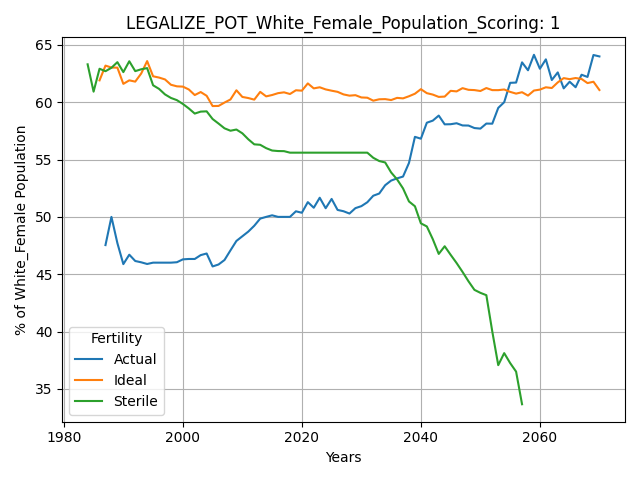 LEGALIZE_POT_White_Female_Population_Scoring: 1
% of White_Female Population
65
60
55
50
45
40
35
Fertility
Actual
Ideal
Sterile
1980 2000 2020 2040 2060
Years